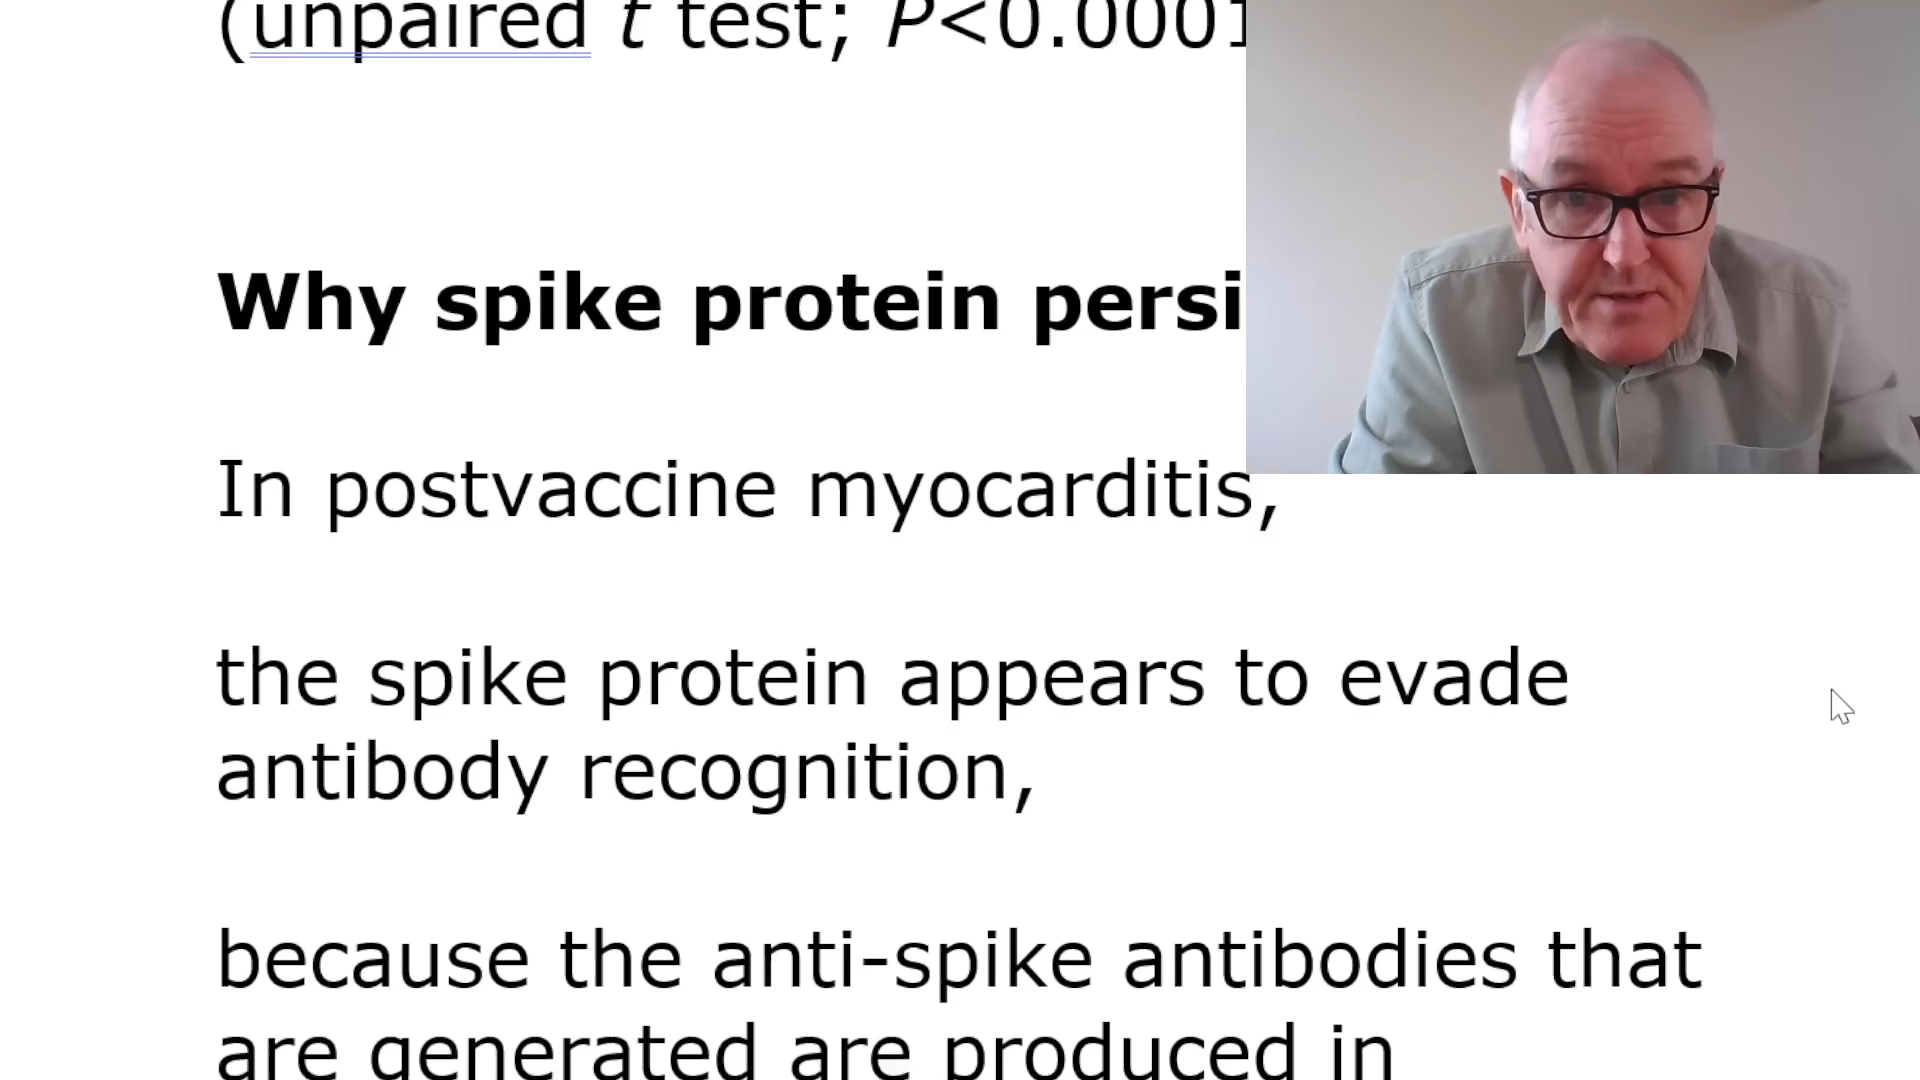 (unpaired t test; P<0.0001
Why spike protein persi
In postvaccine myocarditis,
the spike protein appears to evade
antibody recognition,
because the anti-spike antibodies that
are generated are produced in